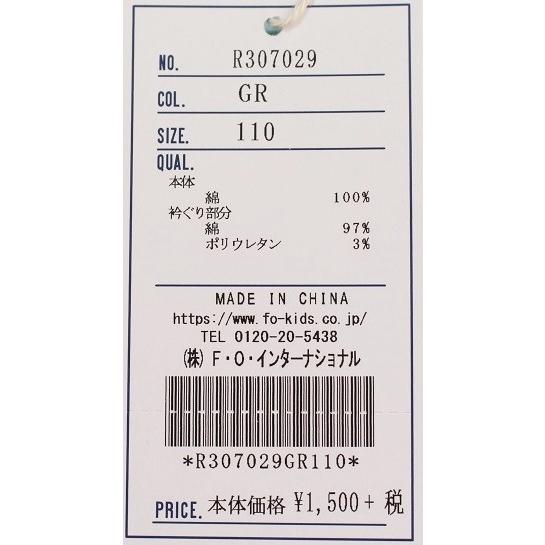 NO. R307029
COL. GR
SIZE. 110
QUAL.
本体
綿 100%
衿ぐり部分
綿 97%
ポリウレタン 3%
MADE IN CHINA
https://www.fo-kids.co.jp/
TEL 0120-20-5438
(株) F・O・インターナショナル
*R307029GR110*
PRICE. 本体価格 ¥1,500+ 税